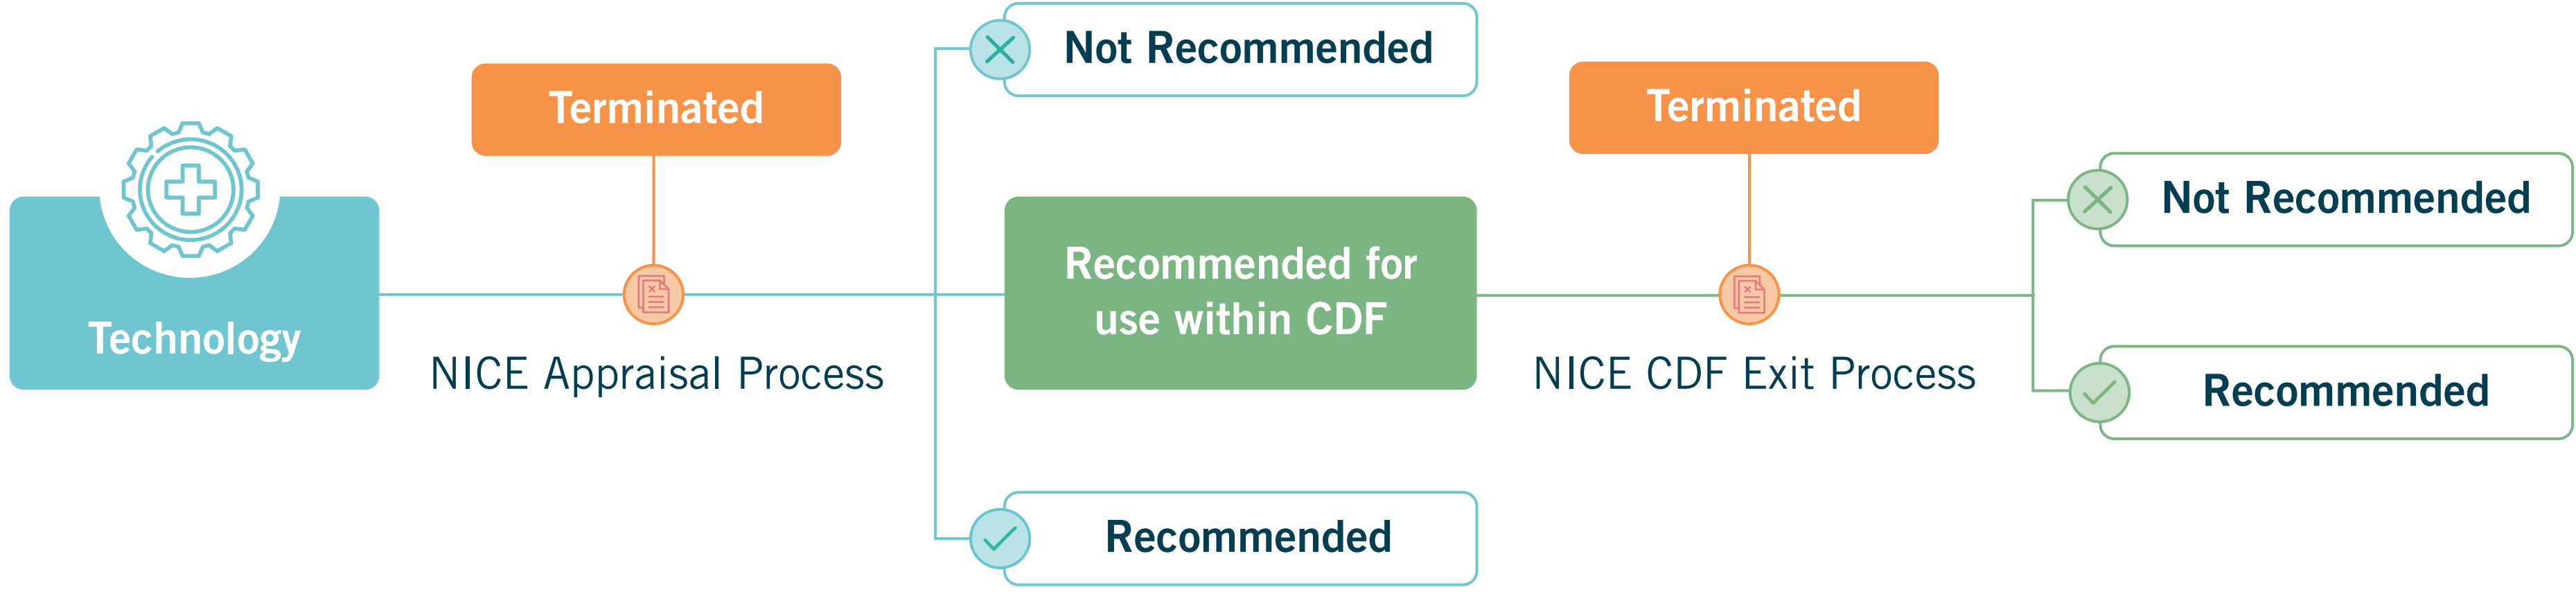 Technology
Terminated
NICE Appraisal Process
Not Recommended
Recommended for
use within CDF
Recommended
Terminated
NICE CDF Exit Process
Not Recommended
Recommended